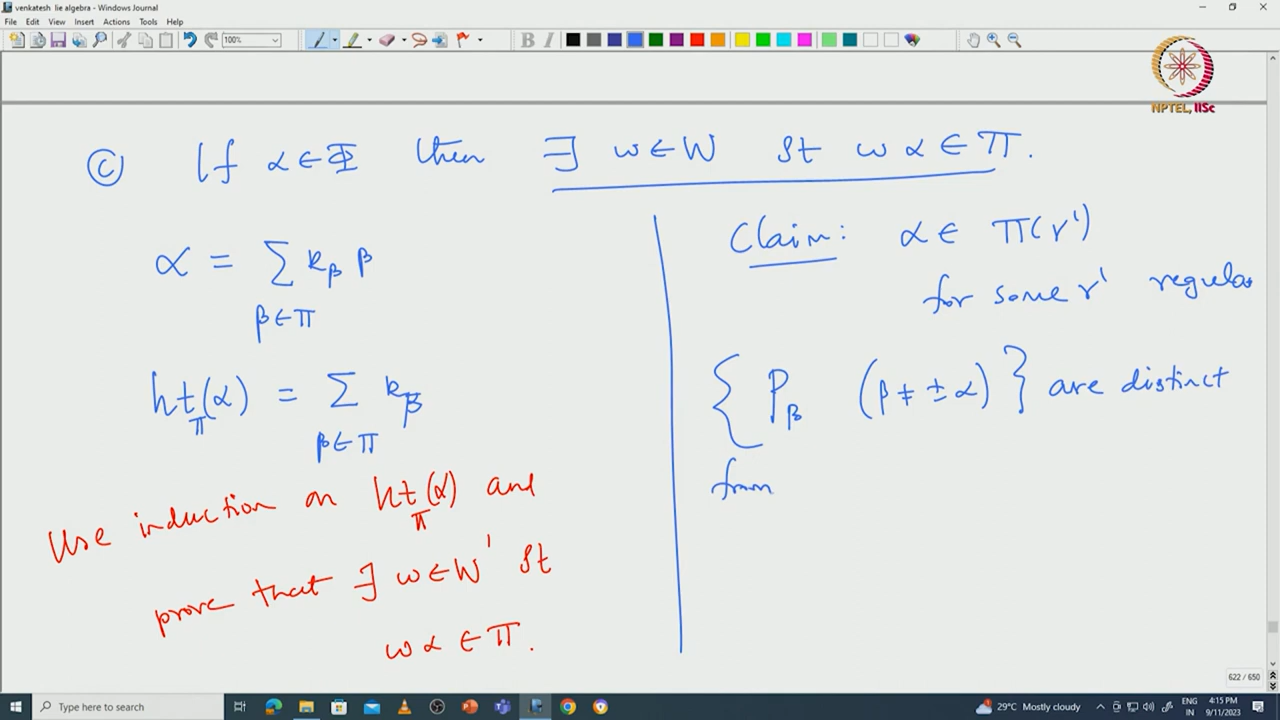 venkatesh lie algebra - Windows Journal
File Edit View Insert Actions Tools Help
100%
B I
NPTEL, IISc
ⓒ If α ∈ Φ then ∃ w ∈ W st w α ∈ Π.
α = Σ k_β β
β ∈ Π
ht_Π(α) = Σ k_β
β ∈ Π
Use induction on ht_Π(α) and
prove that ∃ w ∈ W' st
w α ∈ Π.
Claim: α ∈ Π(r')
for some r' regular
{ P_β (β ≠ ± α) } are distinct
from
622 / 650
Type here to search
29°C Mostly cloudy
ENG
IN
4:15 PM
9/11/2023